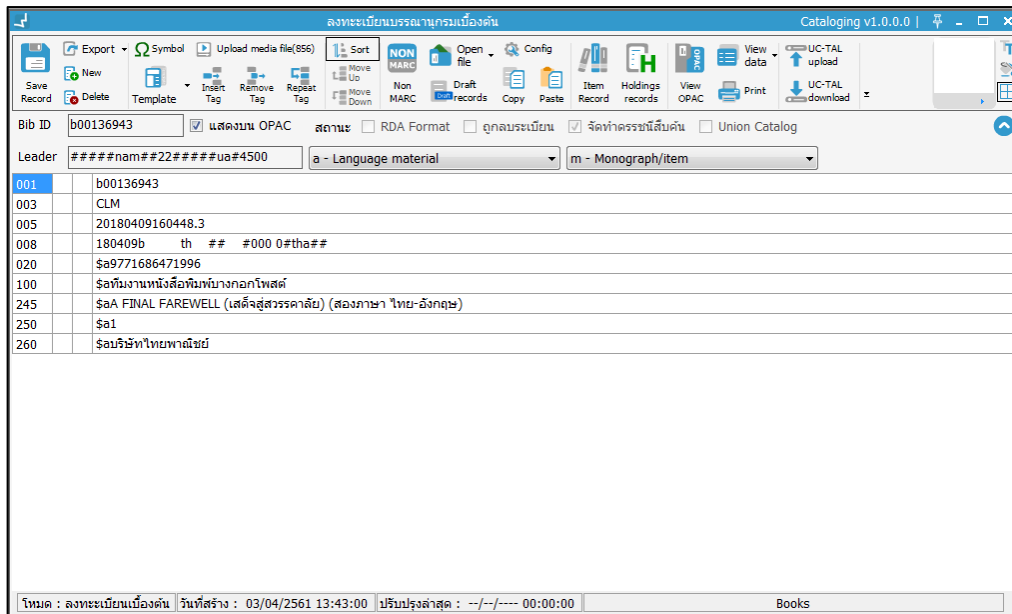 ลงทะเบียนบรรณานุกรมเบื้องต้น Cataloging v1.0.0.0 |
Export Symbol Upload media file(856) Sort Open file Config View data UC-TAL upload
New Move Up
Save Record Delete Template Insert Tag Remove Tag Repeat Tag Move Down NON MARC Non MARC Draft Draft records Copy Paste Item Record Holdings records OPAC View OPAC Print UC-TAL download
Bib ID b00136943 แสดงบน OPAC สถานะ RDA Format ถูกลบระเบียน จัดทำดรรชนีสืบค้น Union Catalog
Leader #####nam##22#####ua#4500 a - Language material m - Monograph/item
001 b00136943
003 CLM
005 20180409160448.3
008 180409b th ## #000 0#tha##
020 $a9771686471996
100 $aทีมงานหนังสือพิมพ์บางกอกโพสต์
245 $aA FINAL FAREWELL (เสด็จสู่สวรรคาลัย) (สองภาษา ไทย-อังกฤษ)
250 $a1
260 $aบริษัทไทยพาณิชย์
โหมด : ลงทะเบียนเบื้องต้น วันที่สร้าง : 03/04/2561 13:43:00 ปรับปรุงล่าสุด : --/--/---- 00:00:00 Books